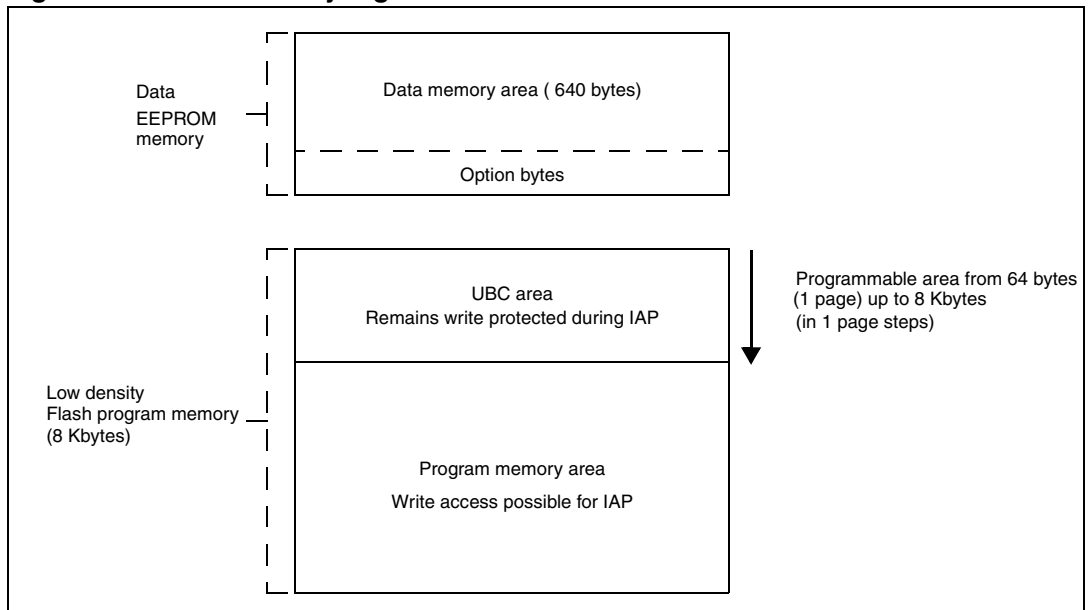 Data memory area ( 640 bytes)
Data
EEPROM
memory
Option bytes
UBC area
Remains write protected during IAP
Programmable area from 64 bytes
(1 page) up to 8 Kbytes
(in 1 page steps)
Low density
Flash program memory
(8 Kbytes)
Program memory area
Write access possible for IAP